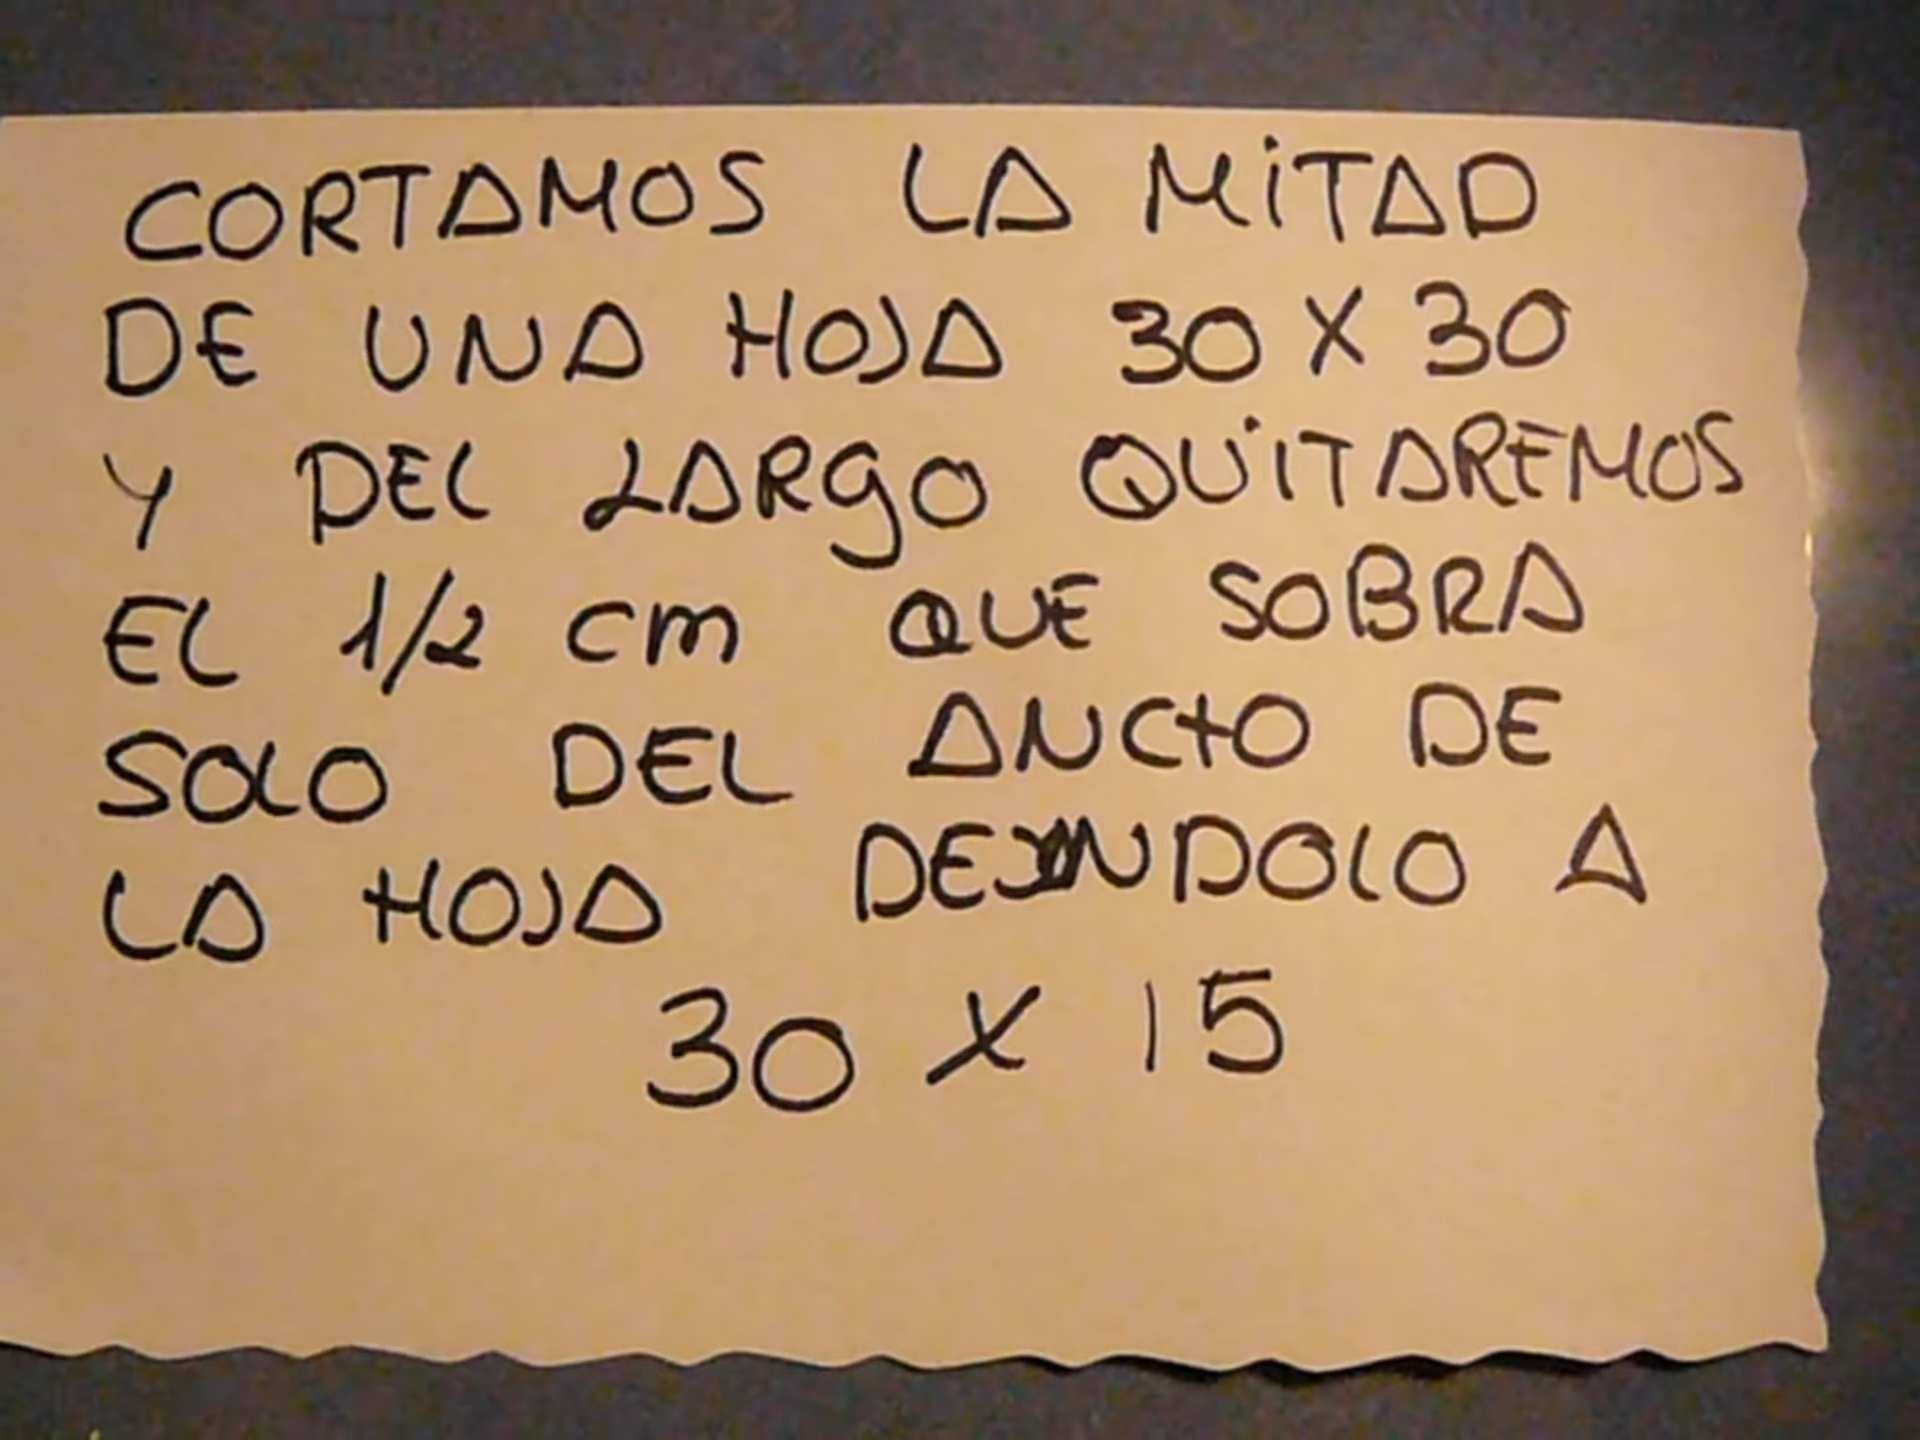 CORTAMOS LA MITAD
DE UNA HOJA 30 X 30
Y DEL LARGO QUITAREMOS
EL 1/2 cm QUE SOBRA
SOLO DEL ANCHO DE
LA HOJA DEJNDOLO A
30 X 15